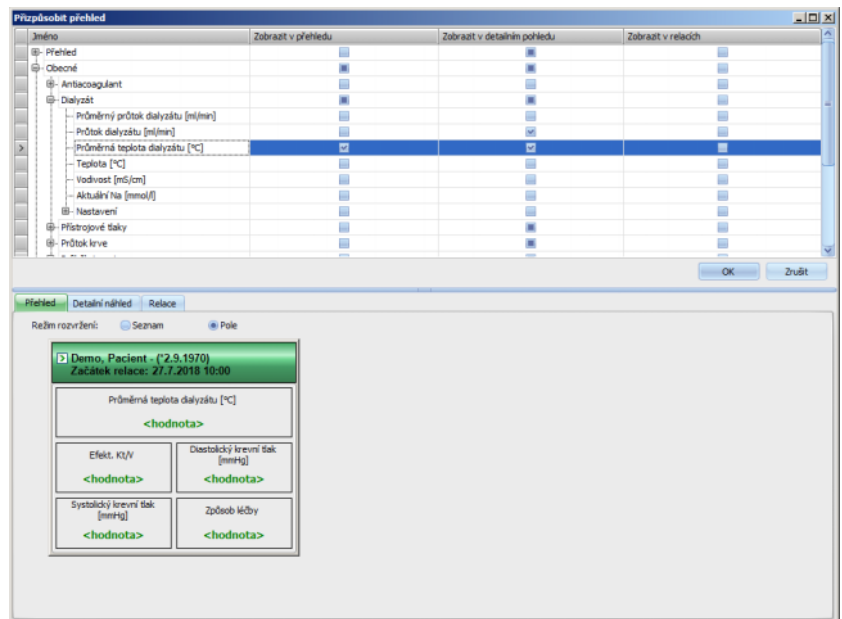 Přizpůsobit přehled
Jméno Zobrazit v přehledu Zobrazit v detailním pohledu Zobrazit v relacích
Přehled
Obecné
Antiacoagulant
Dialyzát
Průměrný průtok dialyzátu [ml/min]
Průtok dialyzátu [ml/min]
Průměrná teplota dialyzátu [°C]
Teplota [°C]
Vodivost [mS/cm]
Aktuální Na [mmol/l]
Nastavení
Přístrojové tlaky
Průtok krve
OK Zrušit
Přehled Detailní náhled Relace
Režim rozvržení: Seznam Pole
Demo, Pacient - (*2.9.1970)
Začátek relace: 27.7.2018 10:00
Průměrná teplota dialyzátu [°C]
<hodnota>
Efekt. Kt/V
<hodnota>
Diastolický krevní tlak
[mmHg]
<hodnota>
Systolický krevní tlak
[mmHg]
<hodnota>
Způsob léčby
<hodnota>